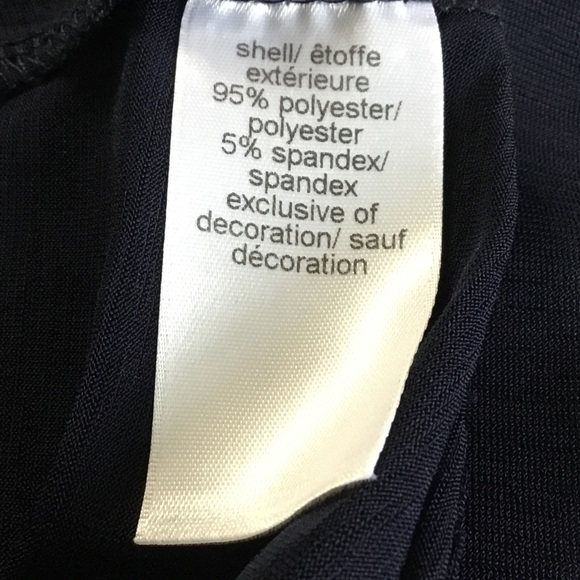 shell/ étoffe
extérieure
95% polyester/
polyester
5% spandex/
spandex
exclusive of
decoration/ sauf
décoration